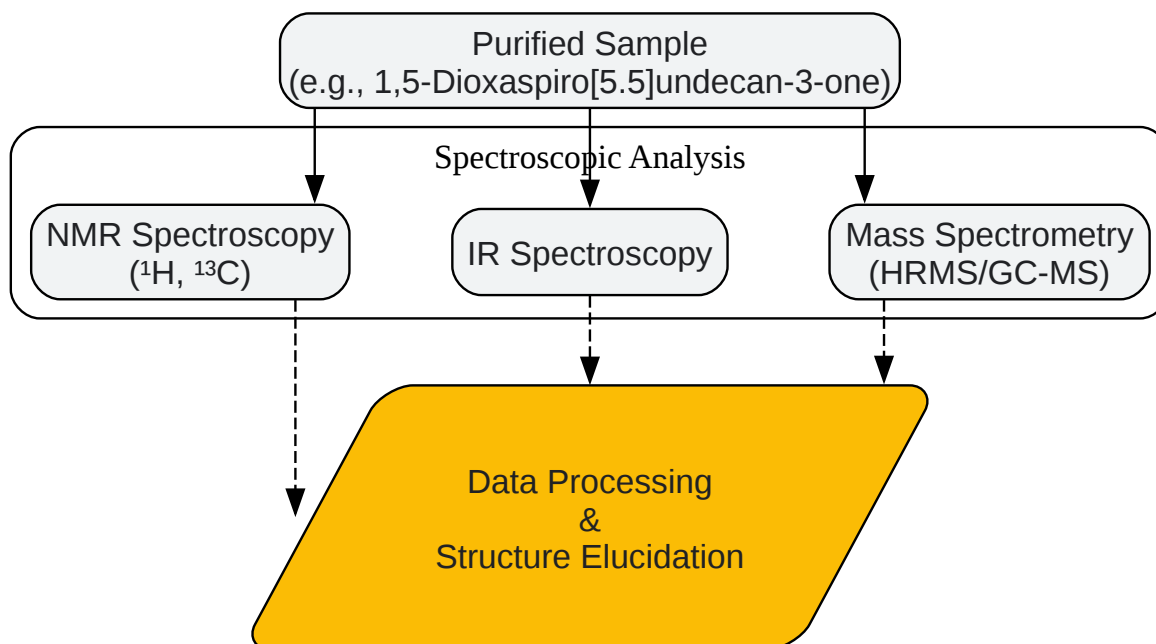 Purified Sample
(e.g., 1,5-Dioxaspiro[5.5]undecan-3-one)
Spectroscopic Analysis
NMR Spectroscopy
(¹H, ¹³C)
IR Spectroscopy
Mass Spectrometry
(HRMS/GC-MS)
Data Processing
&
Structure Elucidation